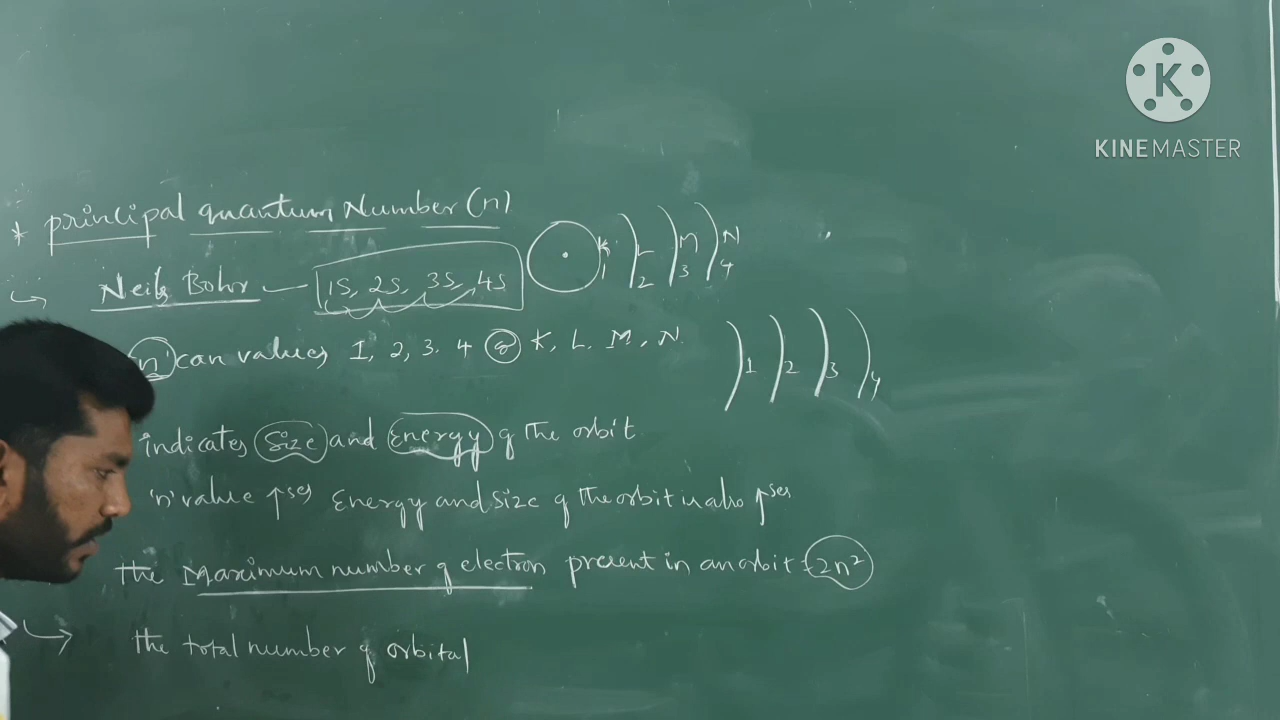 K
KINEMASTER
* principal quantum Number (n)
Neils Bohr — 1S, 2S, 3S, 4S
K L M N
1 2 3 4
'n' can values 1, 2, 3. 4 or K, L. M, N.
1 2 3 4
indicates Size and Energy of the orbit
'n' value ↑ses Energy and Size of the orbit is also ↑ses
the Maximum number of electron present in an orbit = 2n²
the total number of orbital